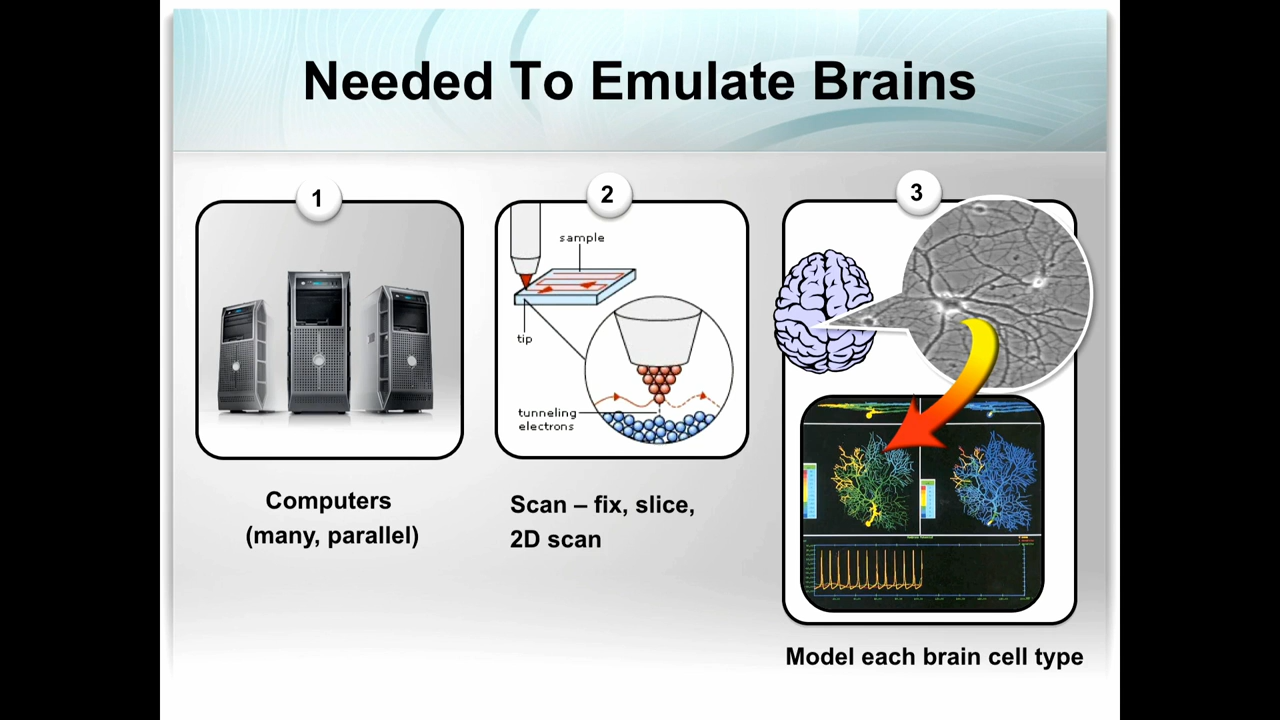 Needed To Emulate Brains
1
2
3
sample
tip
tunneling
electrons
Computers
(many, parallel)
Scan – fix, slice,
2D scan
Model each brain cell type